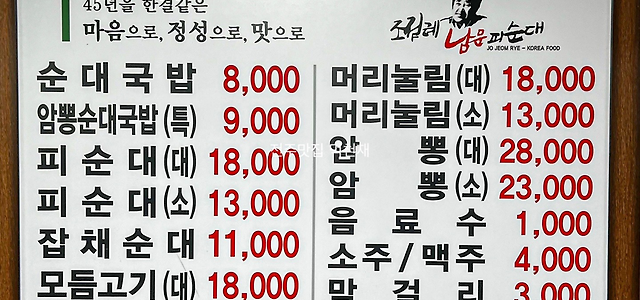 45년을 한결같은
마음으로, 정성으로, 맛으로
조점례 남문피순대
JO JEOM RYE - KOREA FOOD
순대국밥 8,000
암뽕순대국밥(특) 9,000
피순대(대) 18,000
피순대(소) 13,000
잡채순대 11,000
모듬고기(대) 18,000
머리눌림(대) 18,000
머리눌림(소) 13,000
암뽕(대) 28,000
암뽕(소) 23,000
음료수 1,000
소주/맥주 4,000
막걸리 3,000